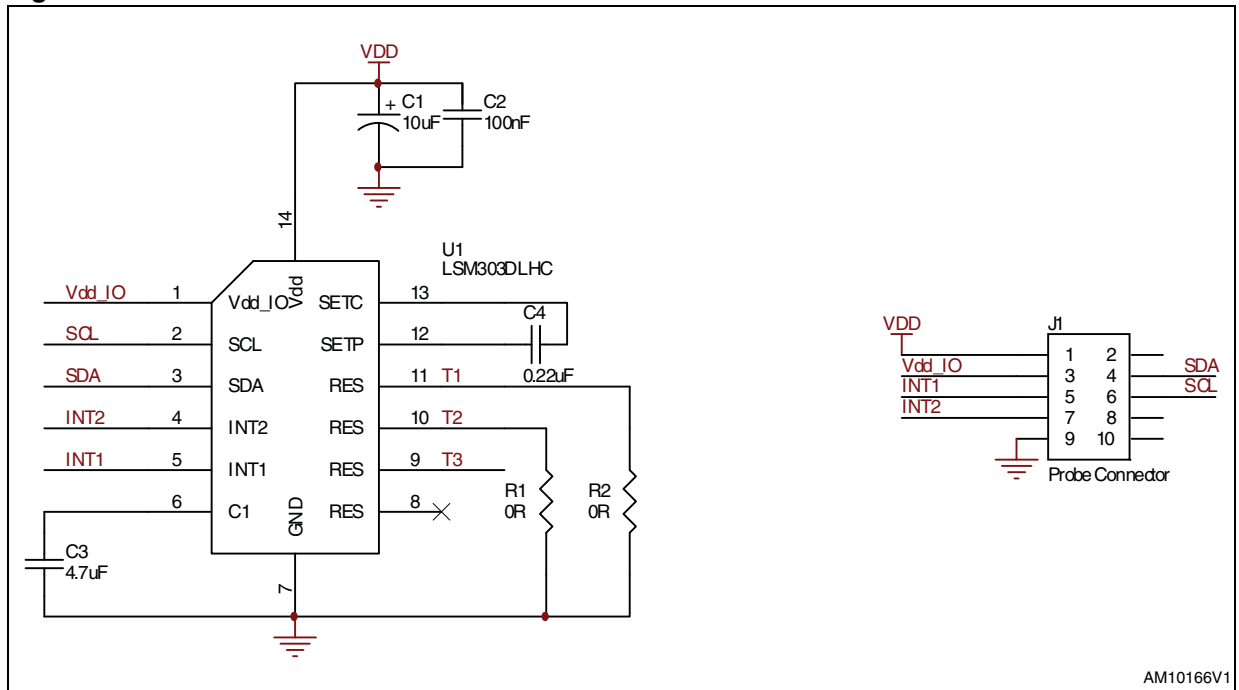 VDD
+ C1
10uF
C2
100nF
14
U1
LSM303DLHC
Vdd_IO 1 Vdd_IO Vdd SETC 13
C4
SCL 2 SCL SETP 12
0.22uF
SDA 3 SDA RES 11 T1
INT2 4 INT2 RES 10 T2
INT1 5 INT1 RES 9 T3
6 C1 GND RES 8
R1
0R
R2
0R
C3
4.7uF
7
VDD
J1
1 2
Vdd_IO 3 4 SDA
INT1 5 6 SCL
INT2 7 8
9 10
Probe Connector
AM10166V1